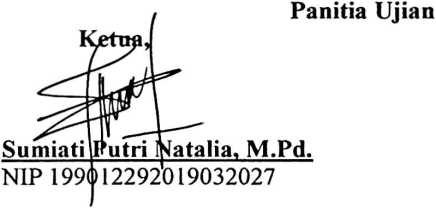 Panitia Ujian
Ketua,
Sumiati Putri Natalia, M.Pd.
NIP 199012292019032027